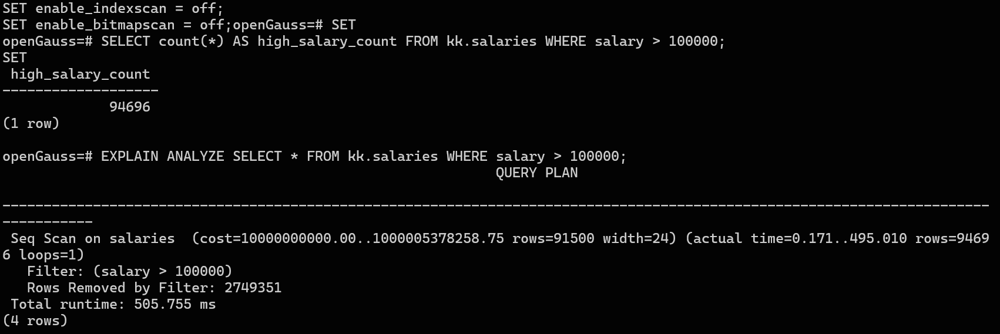 SET enable_indexscan = off;
SET enable_bitmapscan = off;openGauss=# SET
openGauss=# SELECT count(*) AS high_salary_count FROM kk.salaries WHERE salary > 100000;
SET
 high_salary_count
-------------------
             94696
(1 row)

openGauss=# EXPLAIN ANALYZE SELECT * FROM kk.salaries WHERE salary > 100000;
                                                            QUERY PLAN

------------------------------------------------------------------------------------------------------------------------
-----------
 Seq Scan on salaries  (cost=10000000000.00..1000005378258.75 rows=91500 width=24) (actual time=0.171..495.010 rows=9469
6 loops=1)
   Filter: (salary > 100000)
   Rows Removed by Filter: 2749351
 Total runtime: 505.755 ms
(4 rows)